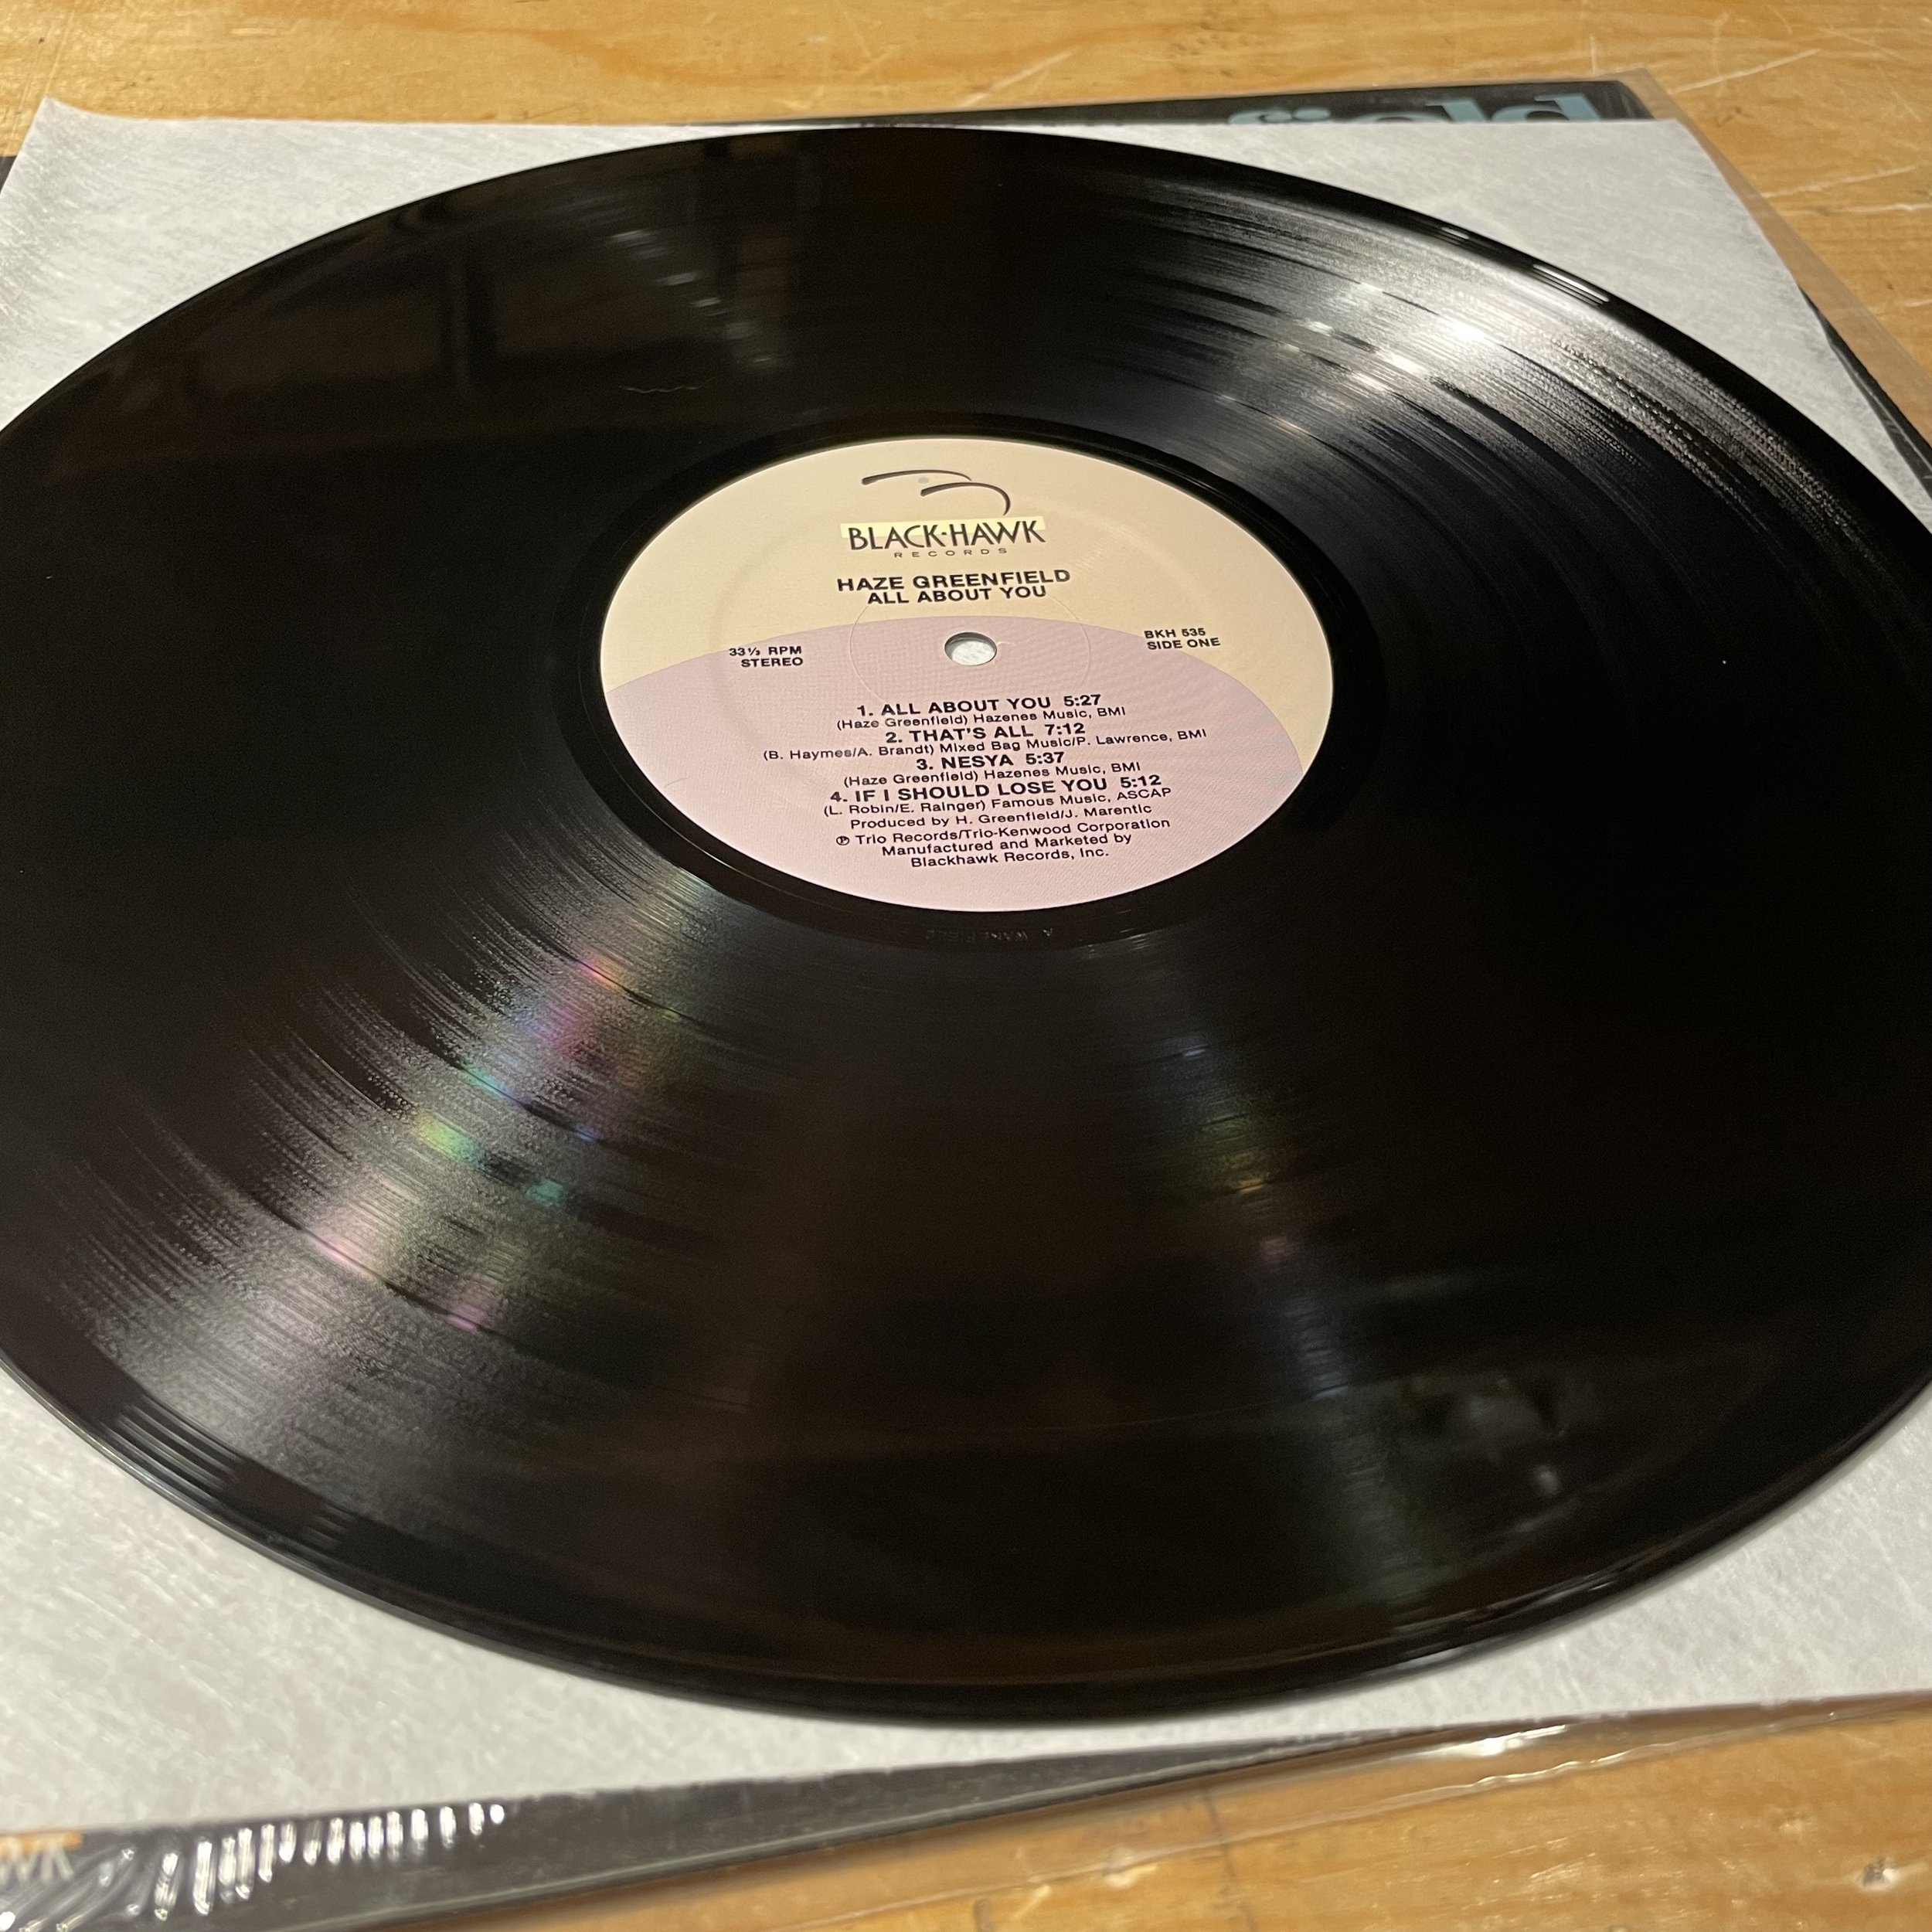 field
BLACK-HAWK
RECORDS
HAZE GREENFIELD
ALL ABOUT YOU
33⅓ RPM
STEREO
BKH 535
SIDE ONE
1. ALL ABOUT YOU 5:27
(Haze Greenfield) Hazenes Music, BMI
2. THAT'S ALL 7:12
(B. Haymes/A. Brandt) Mixed Bag Music/P. Lawrence, BMI
3. NESYA 5:37
(Haze Greenfield) Hazenes Music, BMI
4. IF I SHOULD LOSE YOU 5:12
(L. Robin/E. Rainger) Famous Music, ASCAP
Produced by H. Greenfield/J. Marentic
℗ Trio Records/Trio-Kenwood Corporation
Manufactured and Marketed by
Blackhawk Records, Inc.